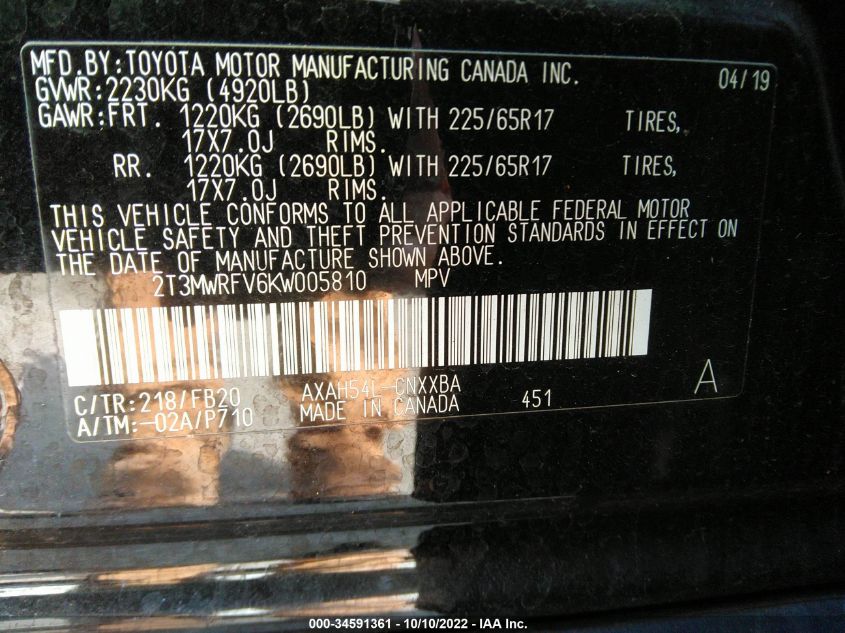 MFD.BY:TOYOTA MOTOR MANUFACTURING CANADA INC. 04/19
GVWR:2230KG (4920LB)
GAWR:FRT. 1220KG (2690LB) WITH 225/65R17 TIRES,
17X7.0J RIMS.
RR. 1220KG (2690LB) WITH 225/65R17 TIRES,
17X7.0J RIMS.
THIS VEHICLE CONFORMS TO ALL APPLICABLE FEDERAL MOTOR
VEHICLE SAFETY AND THEFT PREVENTION STANDARDS IN EFFECT ON
THE DATE OF MANUFACTURE SHOWN ABOVE.
2T3MWRFV6KW005810 MPV
C/TR:218/FB20 AXAH54L-CNXXBA
A/TM:-02A/P710 MADE IN CANADA 451 A
000-34591361 - 10/10/2022 - IAA Inc.